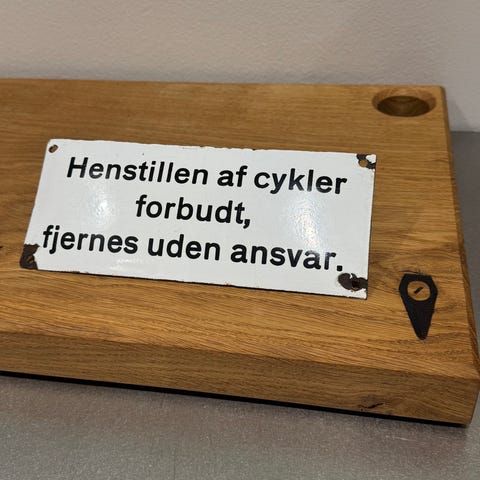 Henstillen af cykler
forbudt,
fjernes uden ansvar.